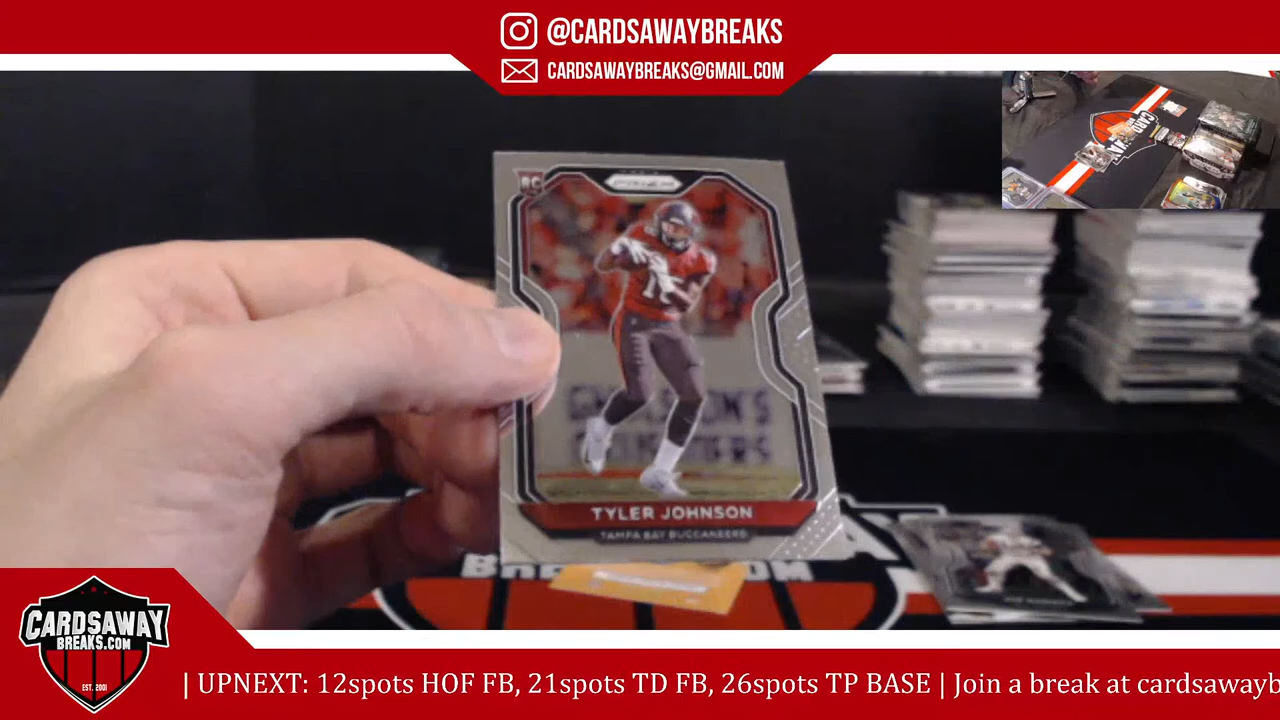 @CARDSAWAYBREAKS
CARDSAWAYBREAKS@GMAIL.COM
RC
PRIZM
TYLER JOHNSON
TAMPA BAY BUCCANEERS
CARDSAWAY
BREAKS.COM
EST. 2001
| UPNEXT: 12spots HOF FB, 21spots TD FB, 26spots TP BASE | Join a break at cardsawayb